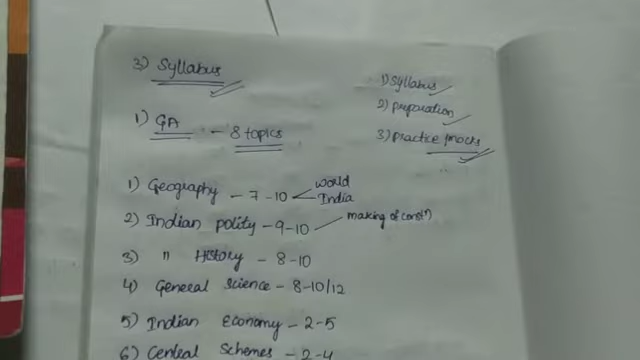 3) Syllabus
1) Syllabus
2) preparation
3) practice mocks
1) GA - 8 topics
1) Geography - 7-10 World India
2) Indian polity - 9-10 making of constn)
3) " History - 8-10
4) General science - 8-10/12
5) Indian Economy - 2-5
6) Central Schemes - 2-4